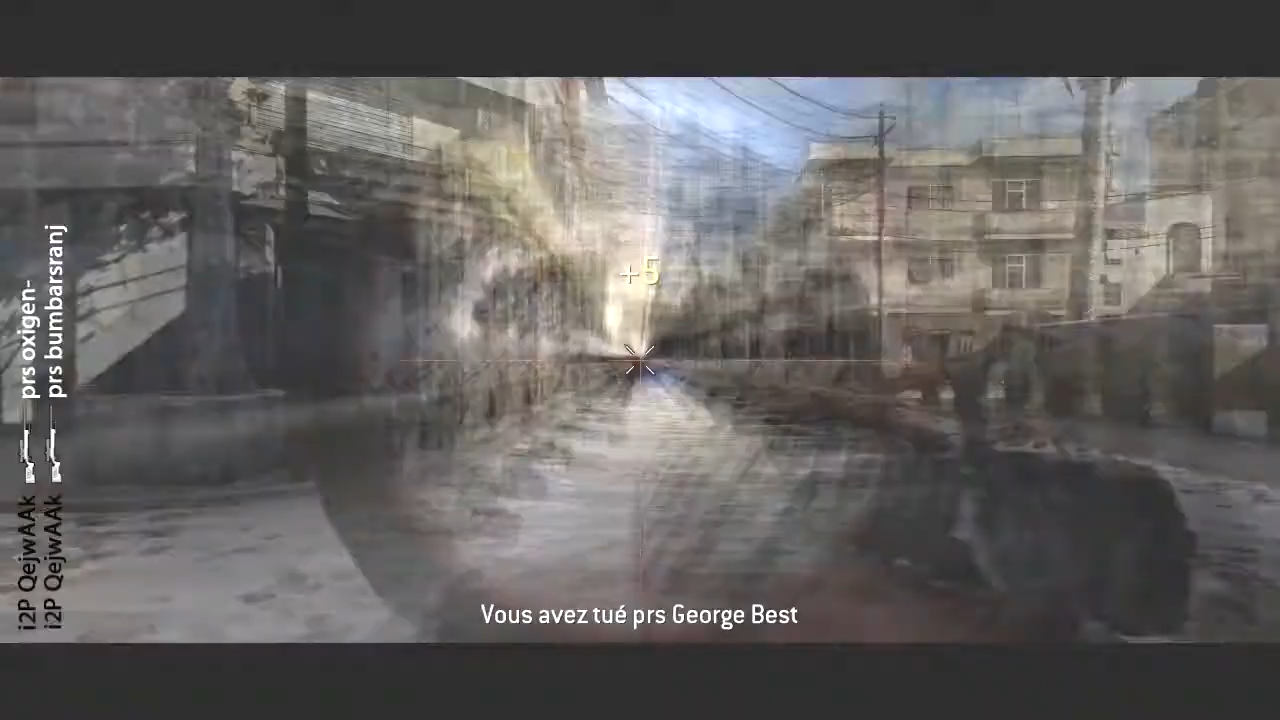 i2P QejwAAk prs oxigen-
i2P QejwAAk prs bumbarsranj
+5
Vous avez tué prs George Best